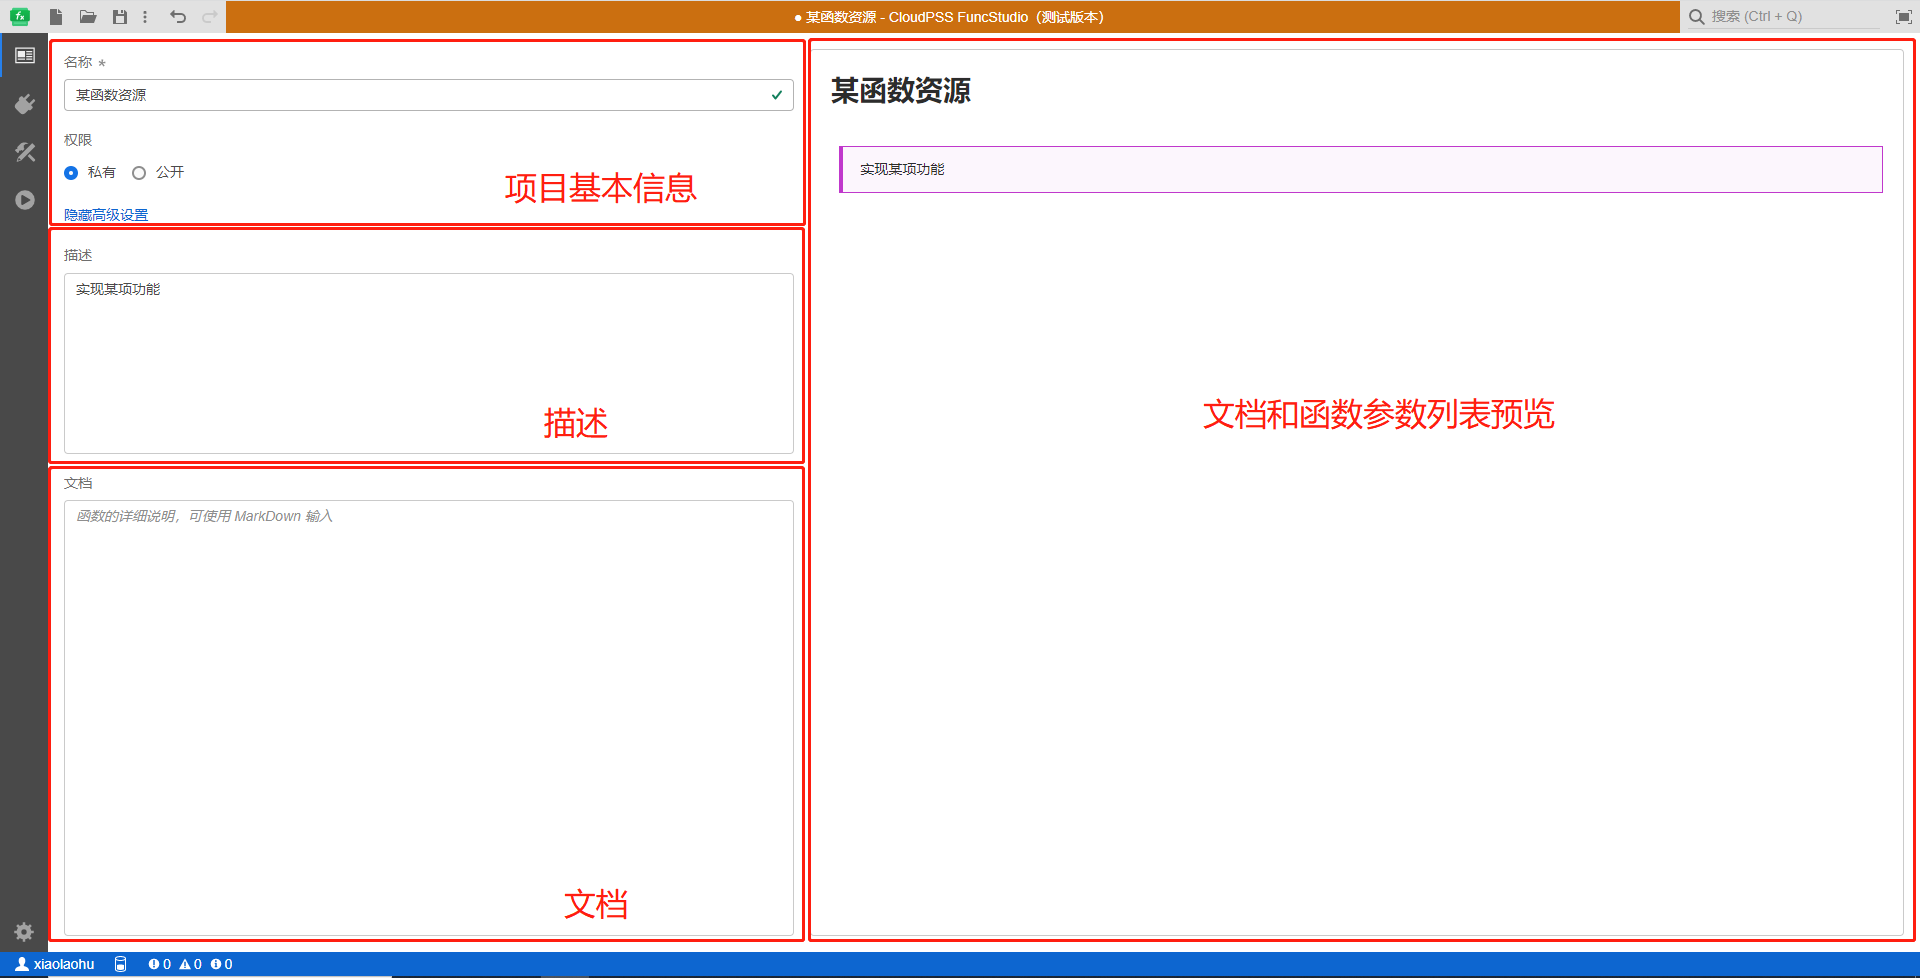 ● 某函数资源 - CloudPSS FuncStudio（测试版本）
搜索 (Ctrl + Q)
名称 *
某函数资源
权限
私有 公开
项目基本信息
隐藏高级设置
描述
实现某项功能
描述
文档
函数的详细说明，可使用 MarkDown 输入
文档
某函数资源
实现某项功能
文档和函数参数列表预览
xiaolaohu 0 0 0